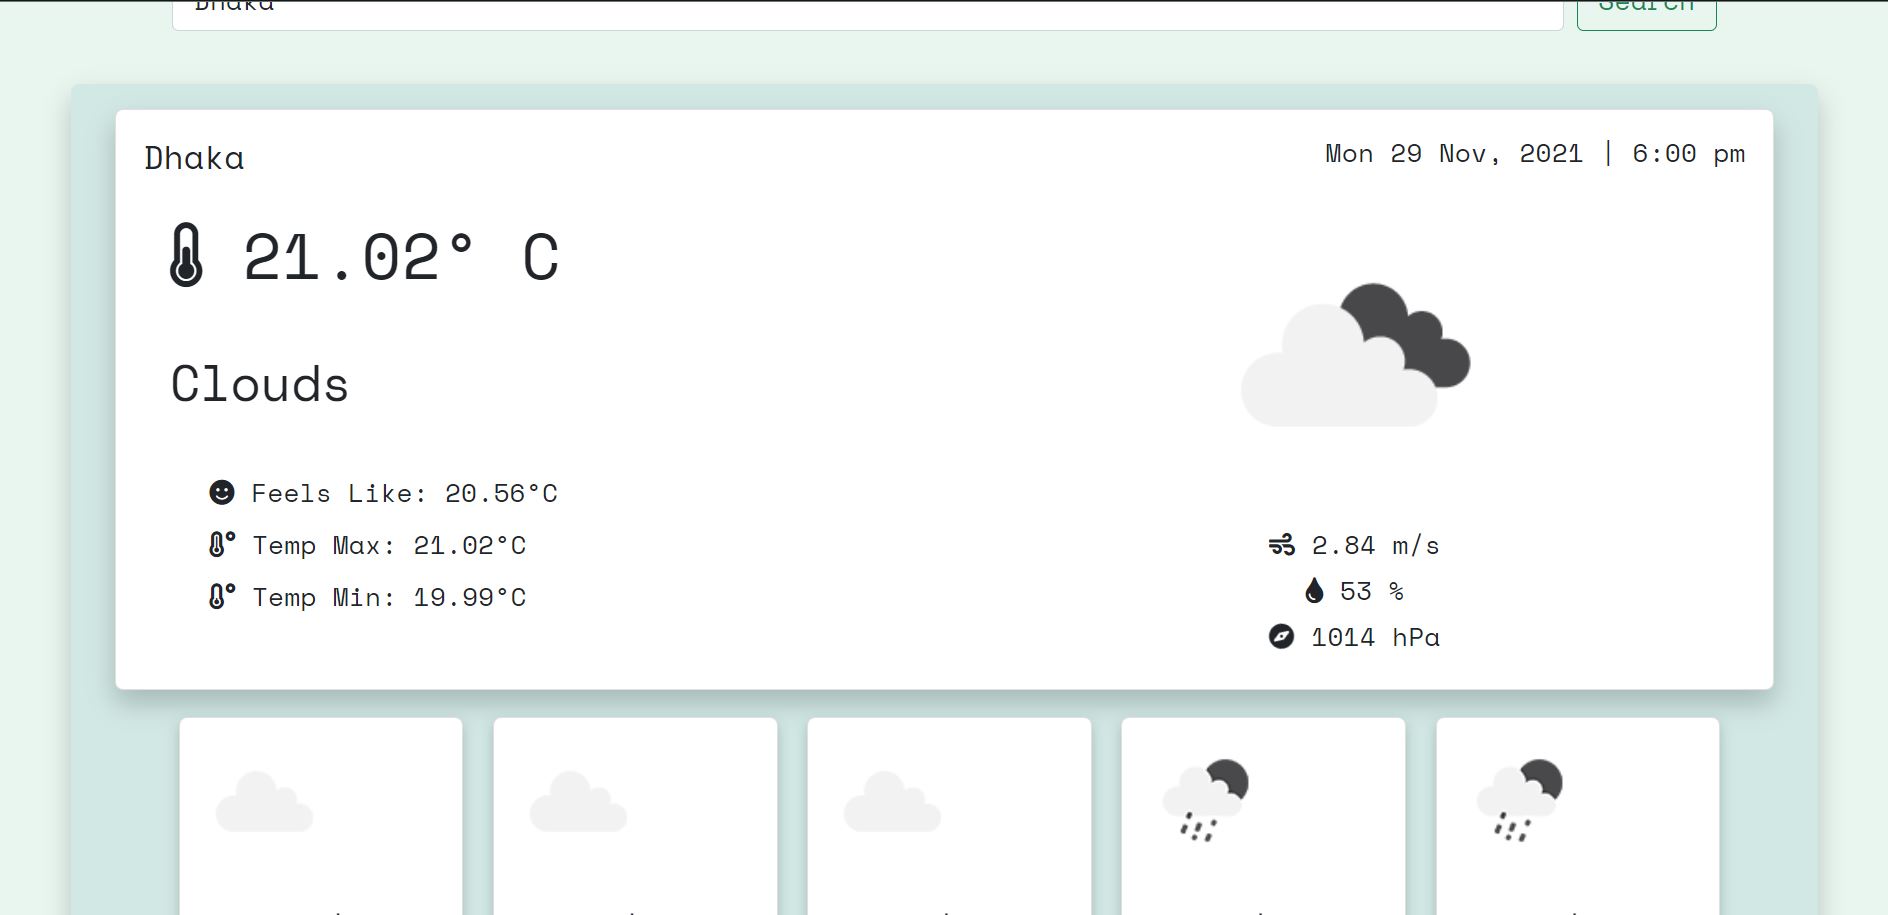 Dhaka
Search
Dhaka
Mon 29 Nov, 2021 | 6:00 pm
21.02° C
Clouds
Feels Like: 20.56°C
Temp Max: 21.02°C
Temp Min: 19.99°C
2.84 m/s
53 %
1014 hPa